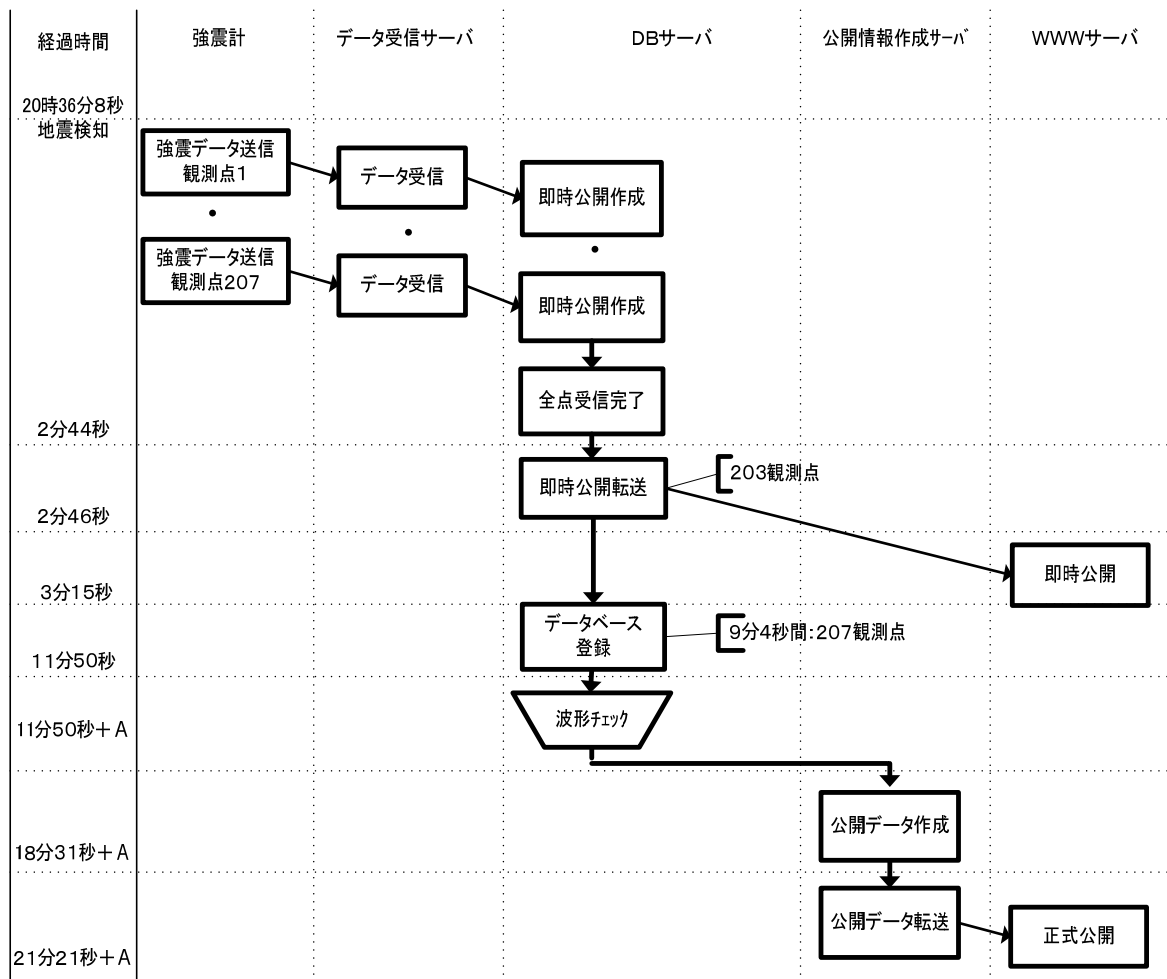 経過時間
強震計
データ受信サーバ
DBサーバ
公開情報作成サーバ
WWWサーバ
20時36分8秒
地震検知
強震データ送信
観測点1
データ受信
即時公開作成
強震データ送信
観測点207
データ受信
即時公開作成
全点受信完了
2分44秒
即時公開転送
203観測点
2分46秒
即時公開
3分15秒
データベース
登録
9分4秒間:207観測点
11分50秒
波形チェック
11分50秒+A
公開データ作成
18分31秒+A
公開データ転送
正式公開
21分21秒+A